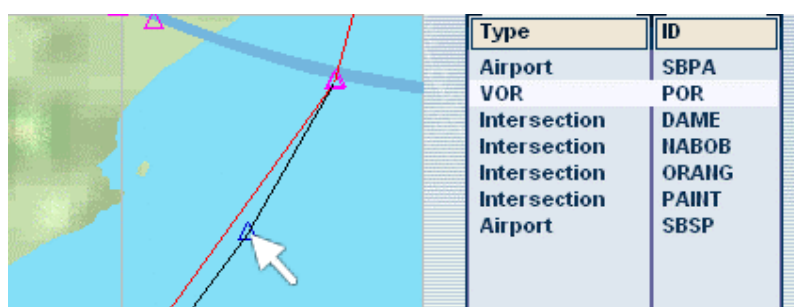 Type ID
Airport SBPA
VOR POR
Intersection DAME
Intersection NABOB
Intersection ORANG
Intersection PAINT
Airport SBSP